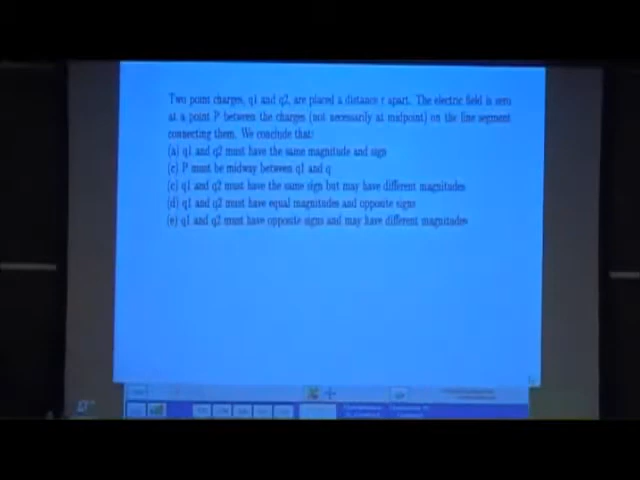 Two point charges, q1 and q2, are placed a distance r apart. The electric field is zero
at a point P between the charges (not necessarily at midpoint) on the line segment
connecting them. We conclude that:
(a) q1 and q2 must have the same magnitude and sign
(c) P must be midway between q1 and q
(c) q1 and q2 must have the same sign but may have different magnitudes
(d) q1 and q2 must have equal magnitudes and opposite signs
(e) q1 and q2 must have opposite signs and may have different magnitudes